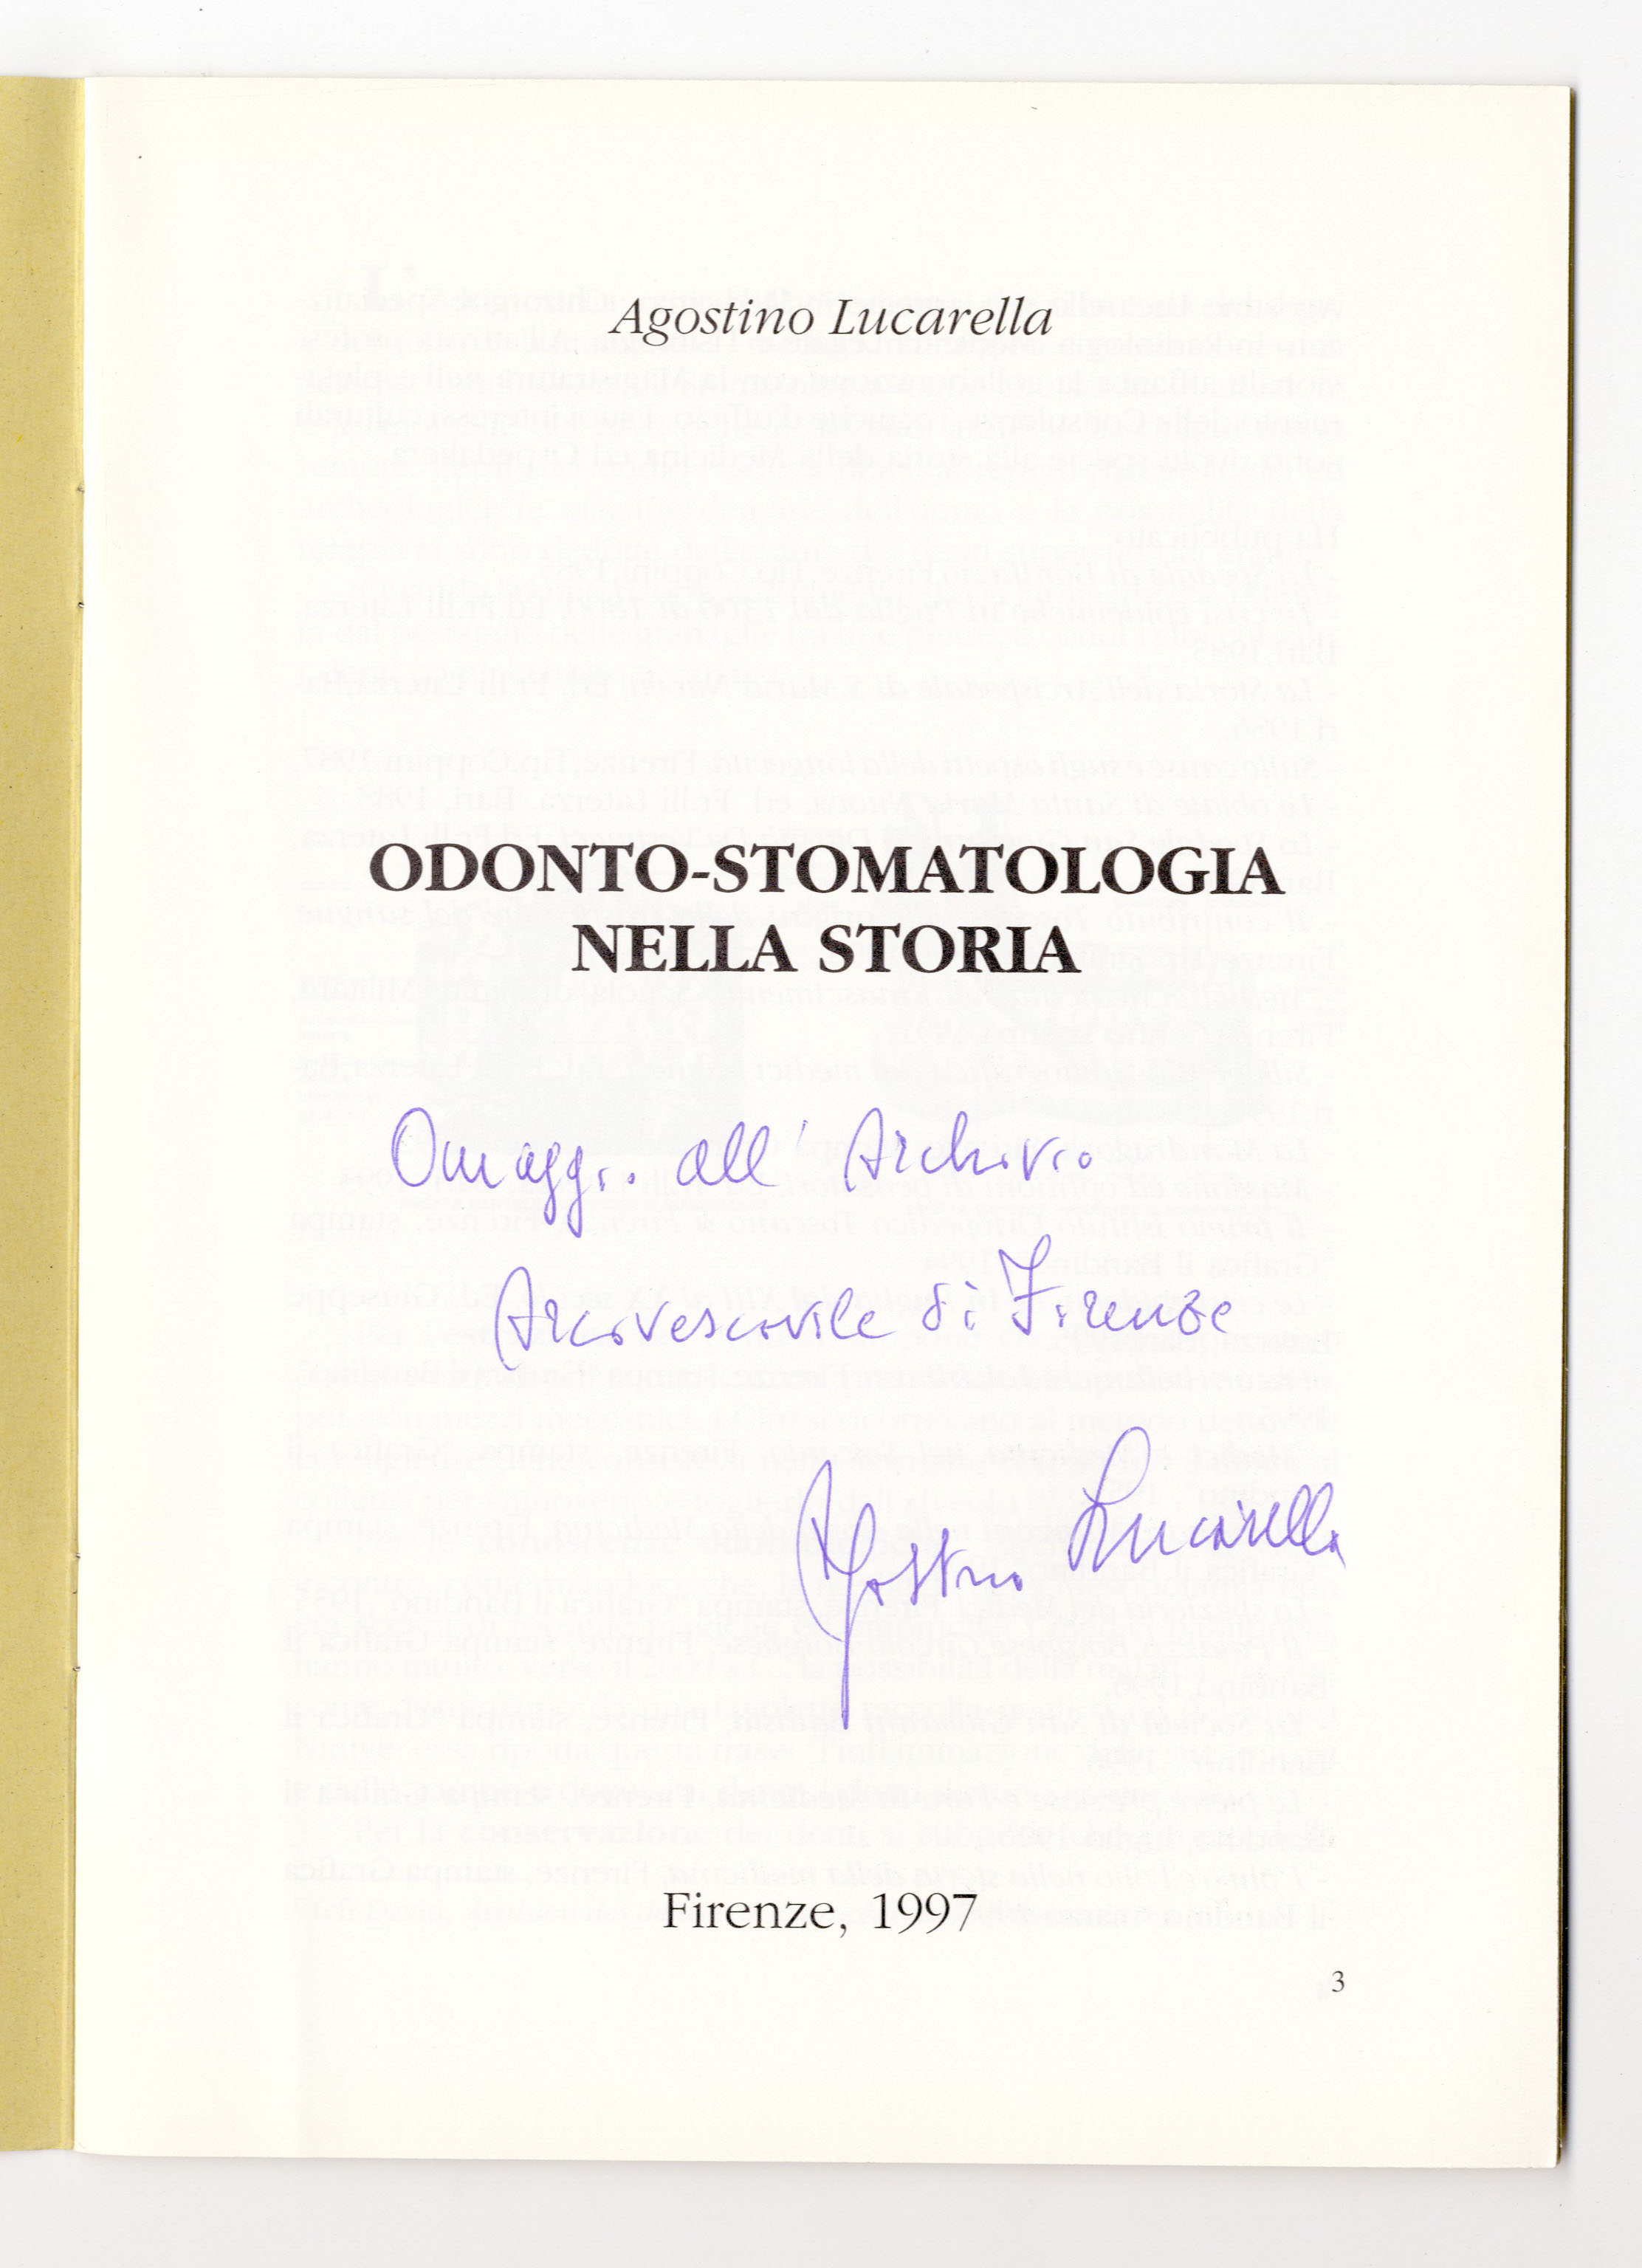 Agostino Lucarella
ODONTO-STOMATOLOGIA
NELLA STORIA
Omaggio all'Archivio
Arcivescovile di Firenze
Agostino Lucarella
Firenze, 1997
3